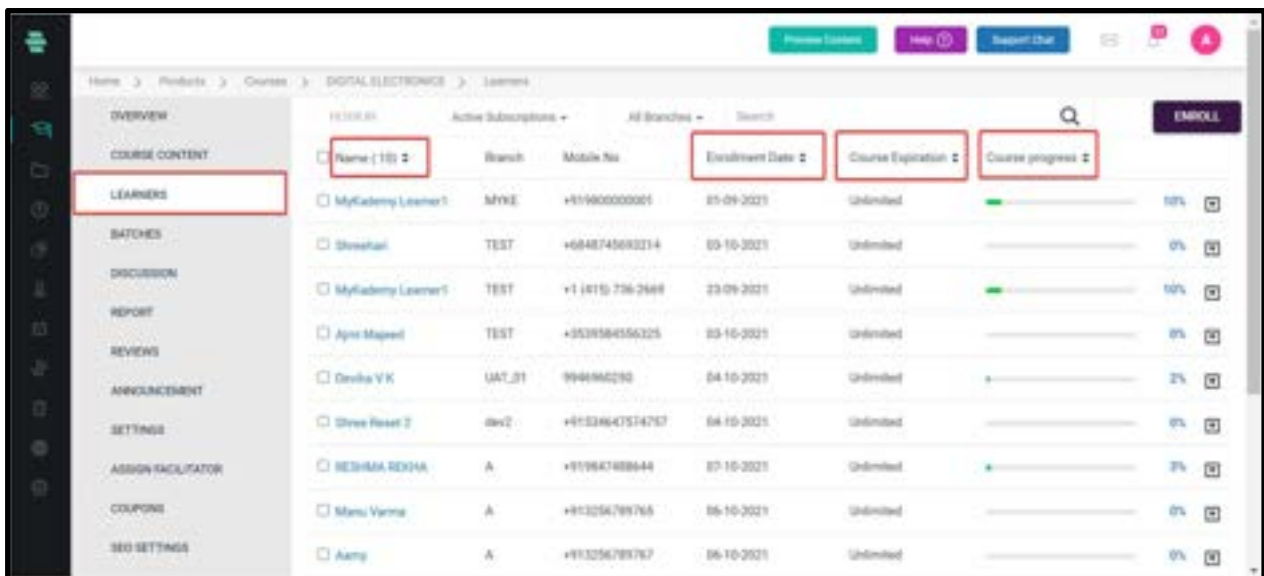 Preview Content Help Support Chat A
Home > Products > Courses > DIGITAL ELECTRONICS > Learners
OVERVIEW
COURSE CONTENT
LEARNERS
BATCHES
DISCUSSION
REPORT
REVIEWS
ANNOUNCEMENT
SETTINGS
ASSIGN FACILITATOR
COUPONS
SEO SETTINGS
FILTER BY Active Subscriptions All Branches Search ENROLL
Name (10) Branch Mobile No Enrollment Date Course Expiration Course progress
MyKademy Learner1 MYKE 01-09-2021 Unlimited 10%
Shreehari TEST 03-10-2021 Unlimited 0%
MyKademy Learner1 TEST +1 (415) 736-2669 23-09-2021 Unlimited 10%
TEST 03-10-2021 Unlimited 0%
Devika V K UAT_01 04-10-2021 Unlimited 2%
Shree Reset 2 dev2 04-10-2021 Unlimited 0%
RESHMA REKHA A +919847488644 07-10-2021 Unlimited 3%
Manu Varma A +913256789765 06-10-2021 Unlimited 0%
Aamy A +913256789767 06-10-2021 Unlimited 0%